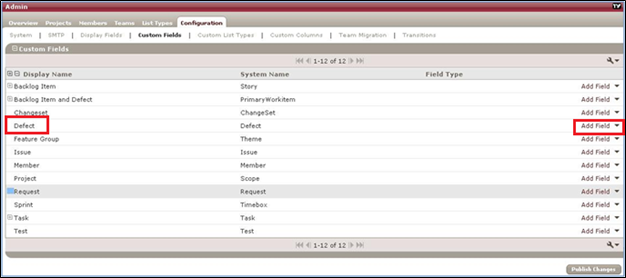 Admin
Overview Projects Members Teams List Types Configuration
System | SMTP | Display Fields | Custom Fields | Custom List Types | Custom Columns | Team Migration | Transitions
Custom Fields
1-12 of 12
Display Name System Name Field Type
Backlog Item Story Add Field
Backlog Item and Defect PrimaryWorkitem Add Field
Changeset ChangeSet Add Field
Defect Defect Add Field
Feature Group Theme Add Field
Issue Issue Add Field
Member Member Add Field
Project Scope Add Field
Request Request Add Field
Sprint Timebox Add Field
Task Task Add Field
Test Test Add Field
1-12 of 12
Publish Changes